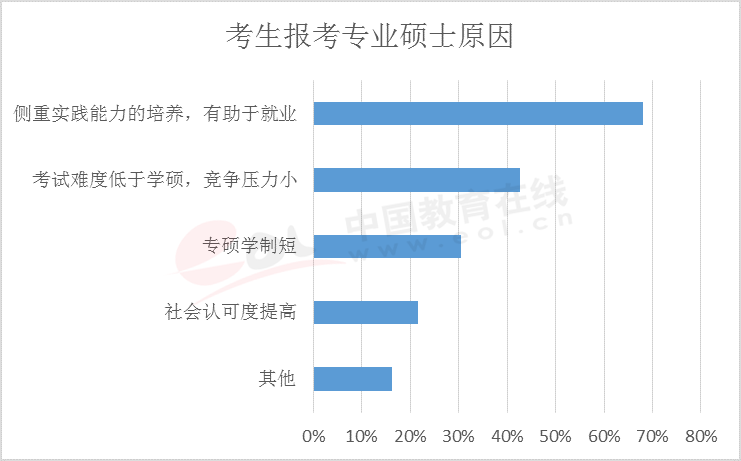 考生报考专业硕士原因
侧重实践能力的培养，有助于就业
考试难度低于学硕，竞争压力小
专硕学制短
社会认可度提高
其他
0% 10% 20% 30% 40% 50% 60% 70% 80%
eol 中国教育在线
www.eol.cn